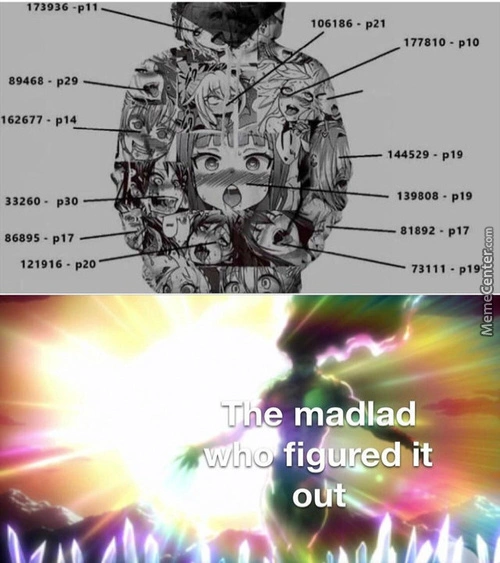 173936 -p11
106186 - p21
177810 - p10
89468 - p29
162677 - p14
144529 - p19
139808 - p19
33260 - p30
81892 - p17
86895 - p17
121916 - p20
73111 - p19
MemeCenter.com
The madlad
who figured it
out